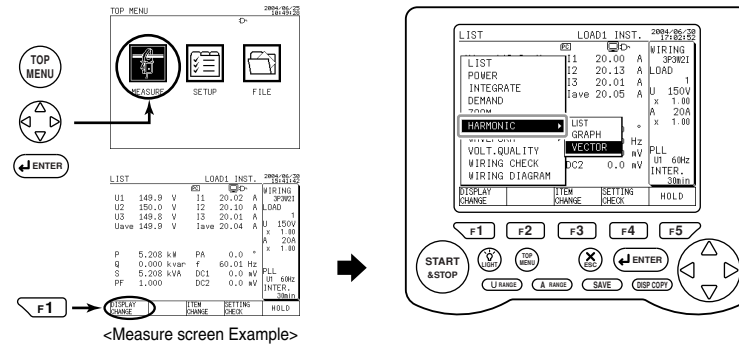 TOP MENU 2004/06/25
10:49:28
TOP
MENU
MEASURE SETUP FILE
ENTER
LIST LOAD1 INST. 2004/06/30
15:41:42
PC
WIRING
3P3W2I
LOAD
1
U 150V
x 1.00
A 20A
x 1.00
PLL
U1 60Hz
INTER.
30min
U1 149.9 V I1 20.02 A
U2 150.0 V I2 20.10 A
U3 149.8 V I3 20.01 A
Uave 149.9 V Iave 20.04 A
P 5.208 kW PA 0.0 °
Q 0.000 kvar f 60.01 Hz
S 5.208 kVA DC1 0.0 mV
PF 1.000 DC2 0.0 mV
F1
DISPLAY CHANGE ITEM CHANGE SETTING CHECK HOLD
<Measure screen Example>
LIST LOAD1 INST. 2004/06/30
17:02:52
PC
WIRING
3P3W2I
LOAD
1
U 150V
x 1.00
A 20A
x 1.00
PLL
U1 60Hz
INTER.
30min
I1 20.00 A
I2 20.13 A
I3 20.01 A
Iave 20.05 A
°
Hz
mV
DC2 0.0 mV
LIST
POWER
INTEGRATE
DEMAND
ZOOM
HARMONIC
WAVEFORM
VOLT.QUALITY
WIRING CHECK
WIRING DIAGRAM
LIST
GRAPH
VECTOR
DISPLAY CHANGE ITEM CHANGE SETTING CHECK HOLD
F1 F2 F3 F4 F5
START
&STOP
LIGHT
TOP
MENU
ESC
ENTER
U RANGE A RANGE SAVE DISP COPY